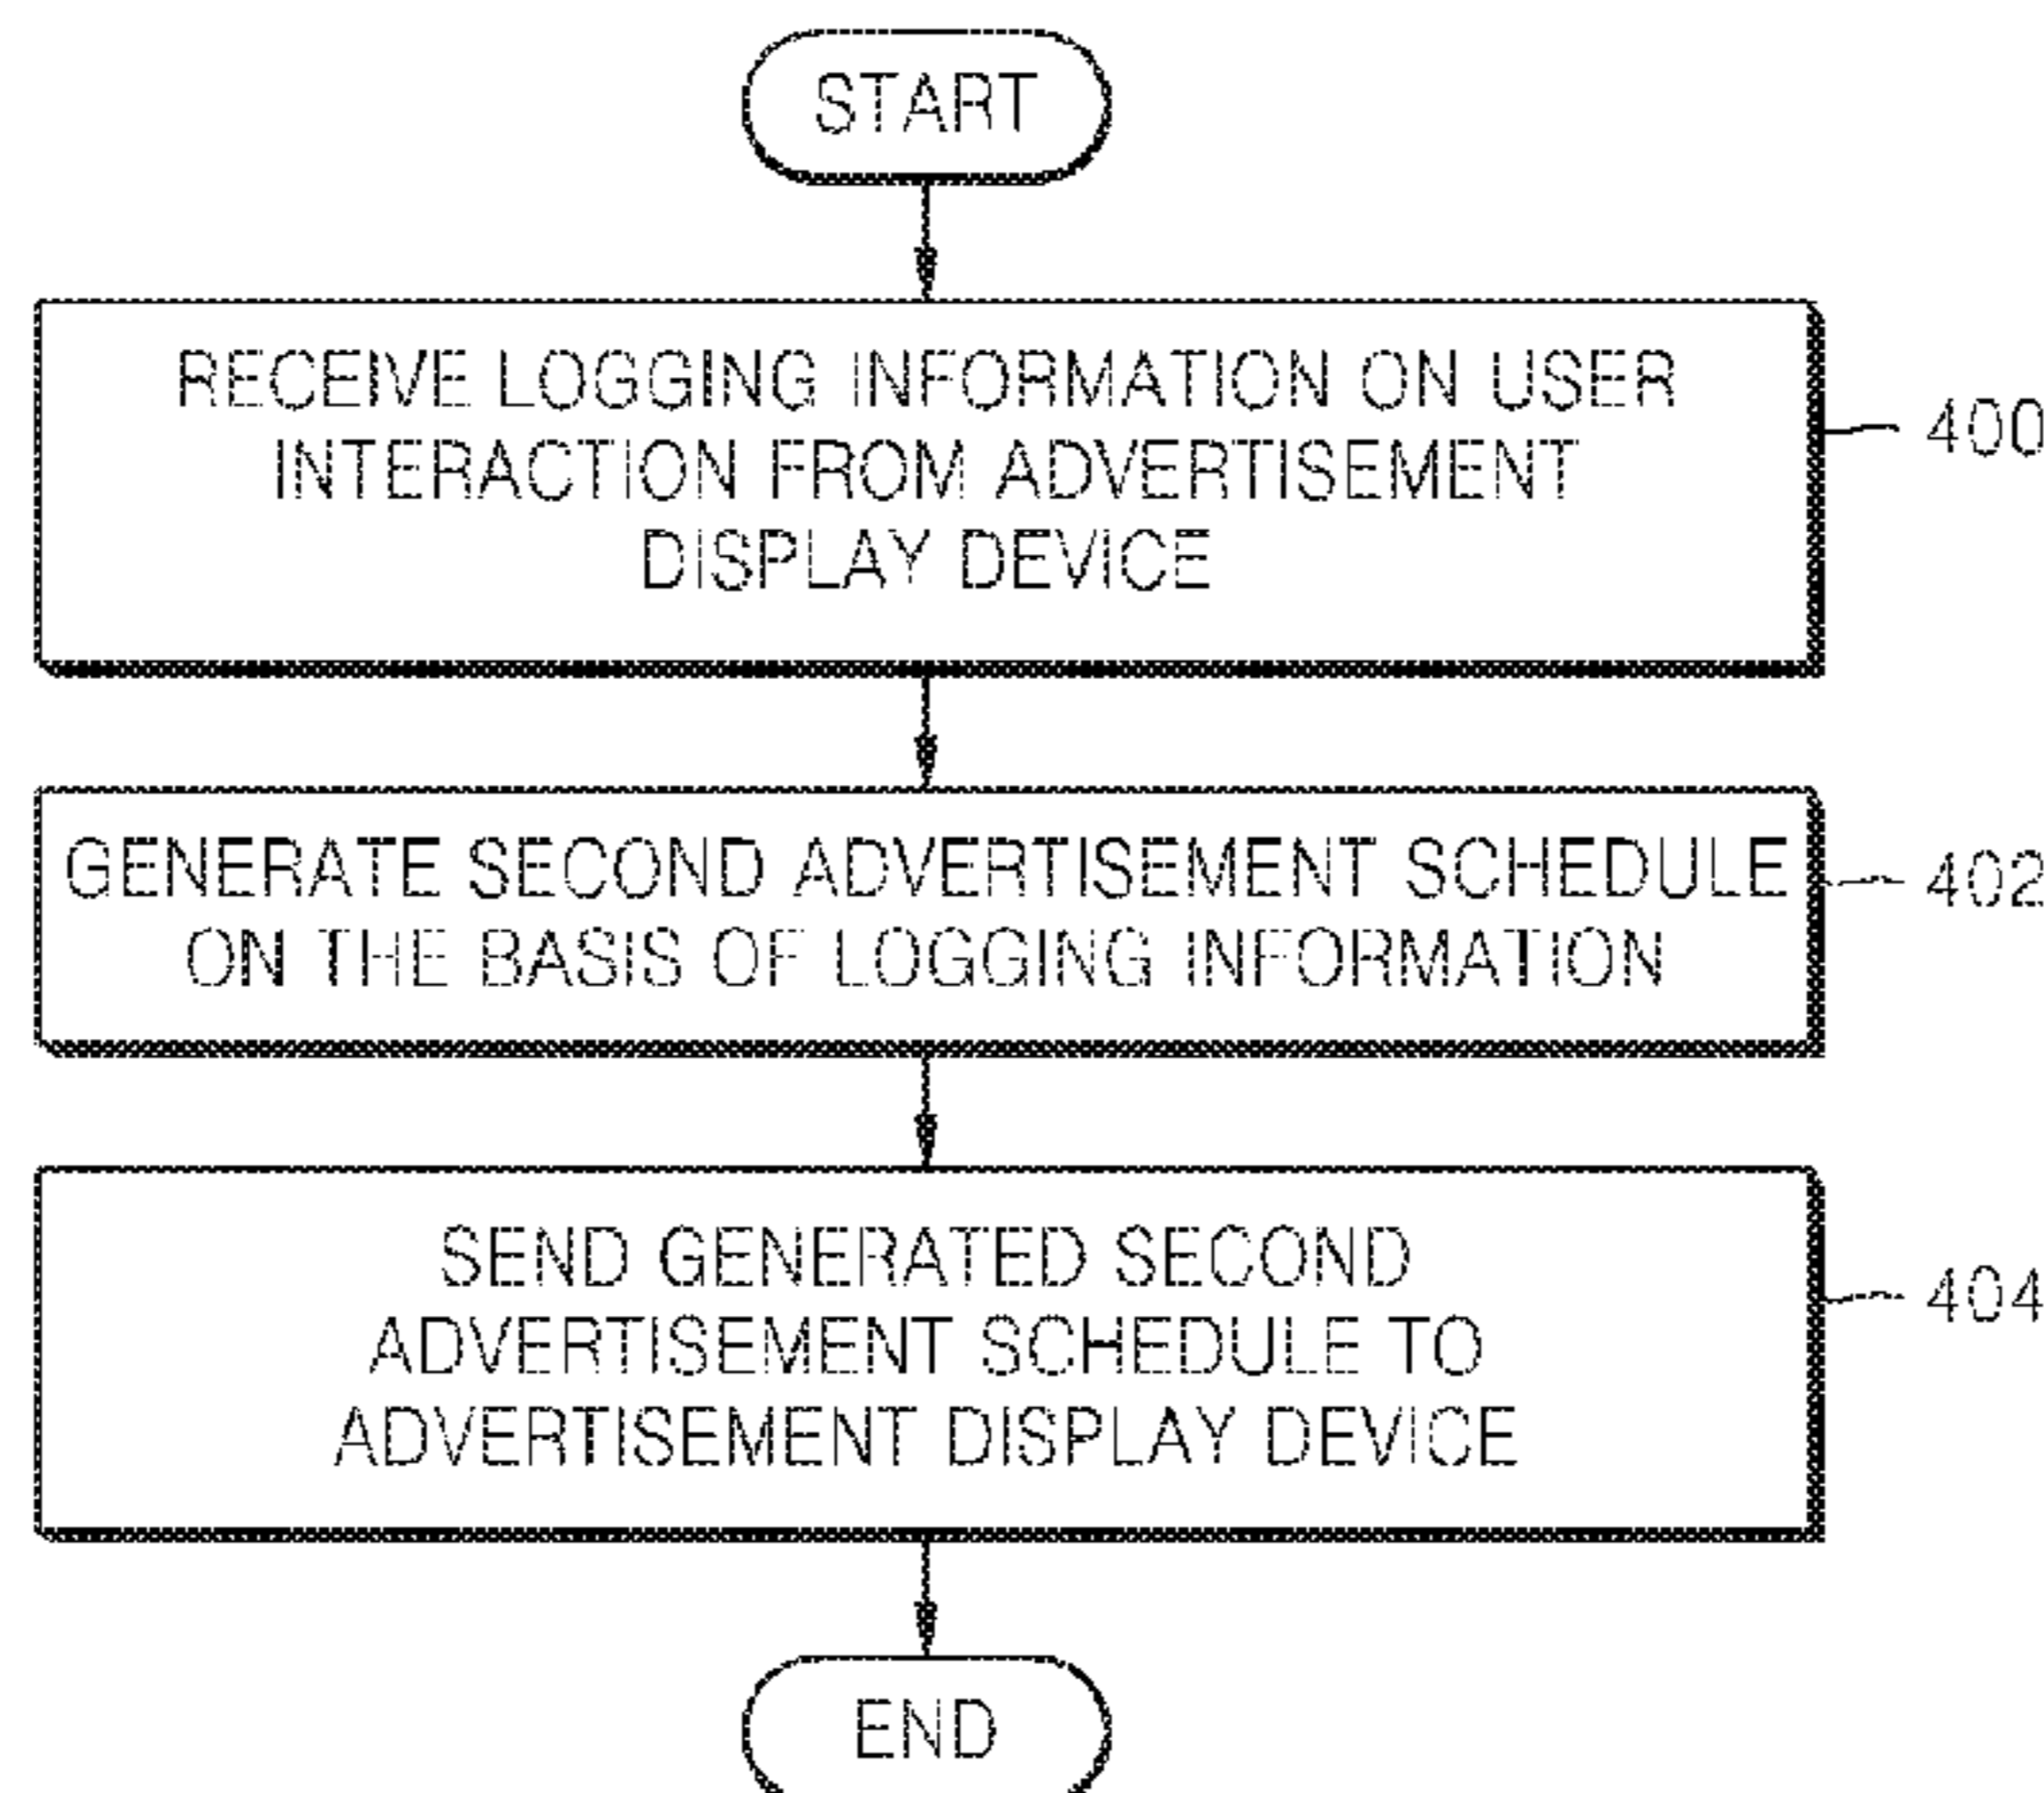 START
RECEIVE LOGGING INFORMATION ON USER
INTERACTION FROM ADVERTISEMENT
DISPLAY DEVICE
400
GENERATE SECOND ADVERTISEMENT SCHEDULE
ON THE BASIS OF LOGGING INFORMATION
402
SEND GENERATED SECOND
ADVERTISEMENT SCHEDULE TO
ADVERTISEMENT DISPLAY DEVICE
404
END